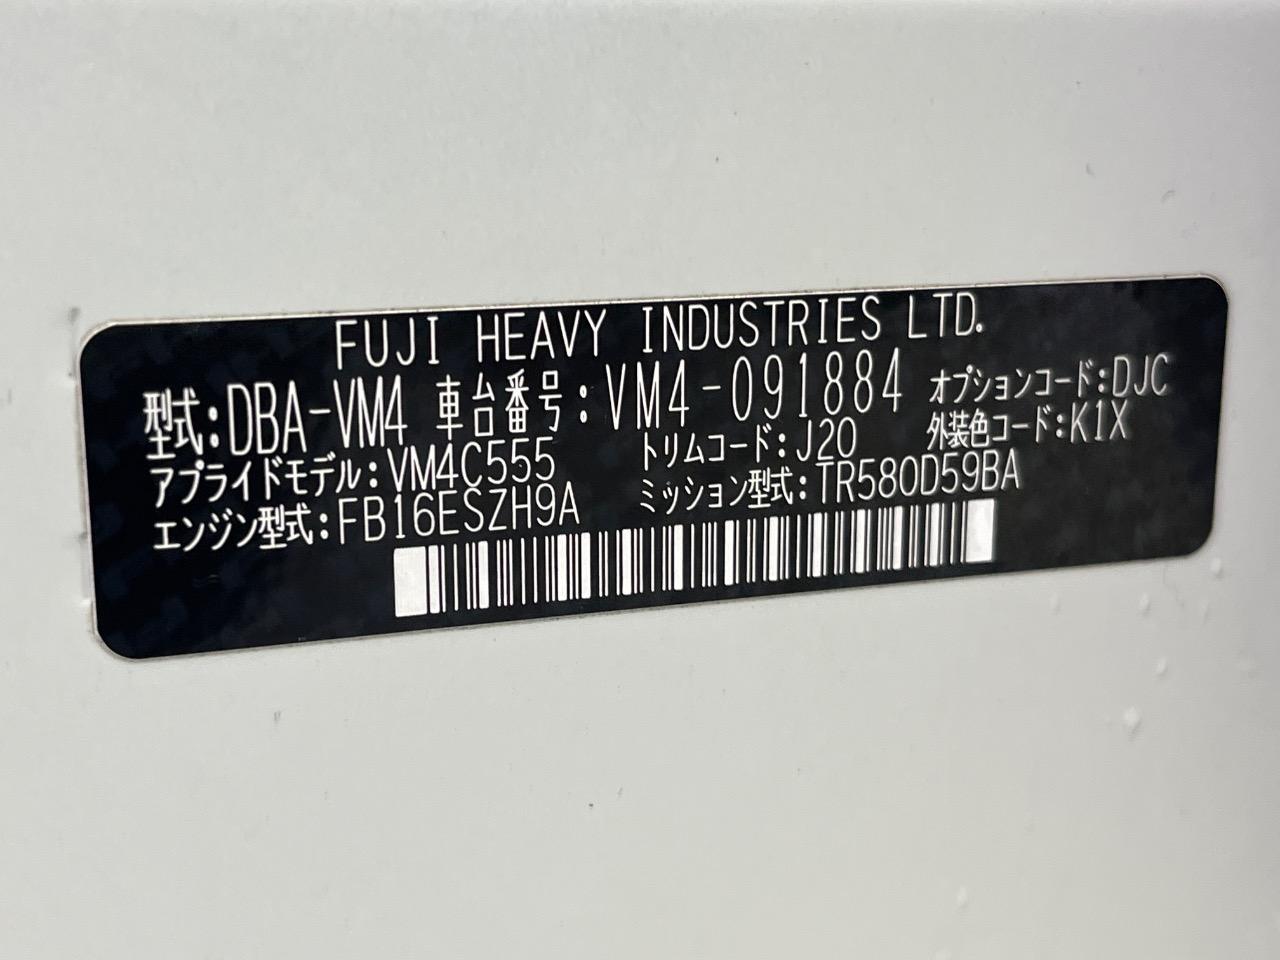 FUJI HEAVY INDUSTRIES LTD.
型式:DBA-VM4 車台番号:VM4-091884 オプションコード:DJC
アプライドモデル:VM4C555 トリムコード:J20 外装色コード:K1X
エンジン型式:FB16ESZH9A ミッション型式:TR580D59BA